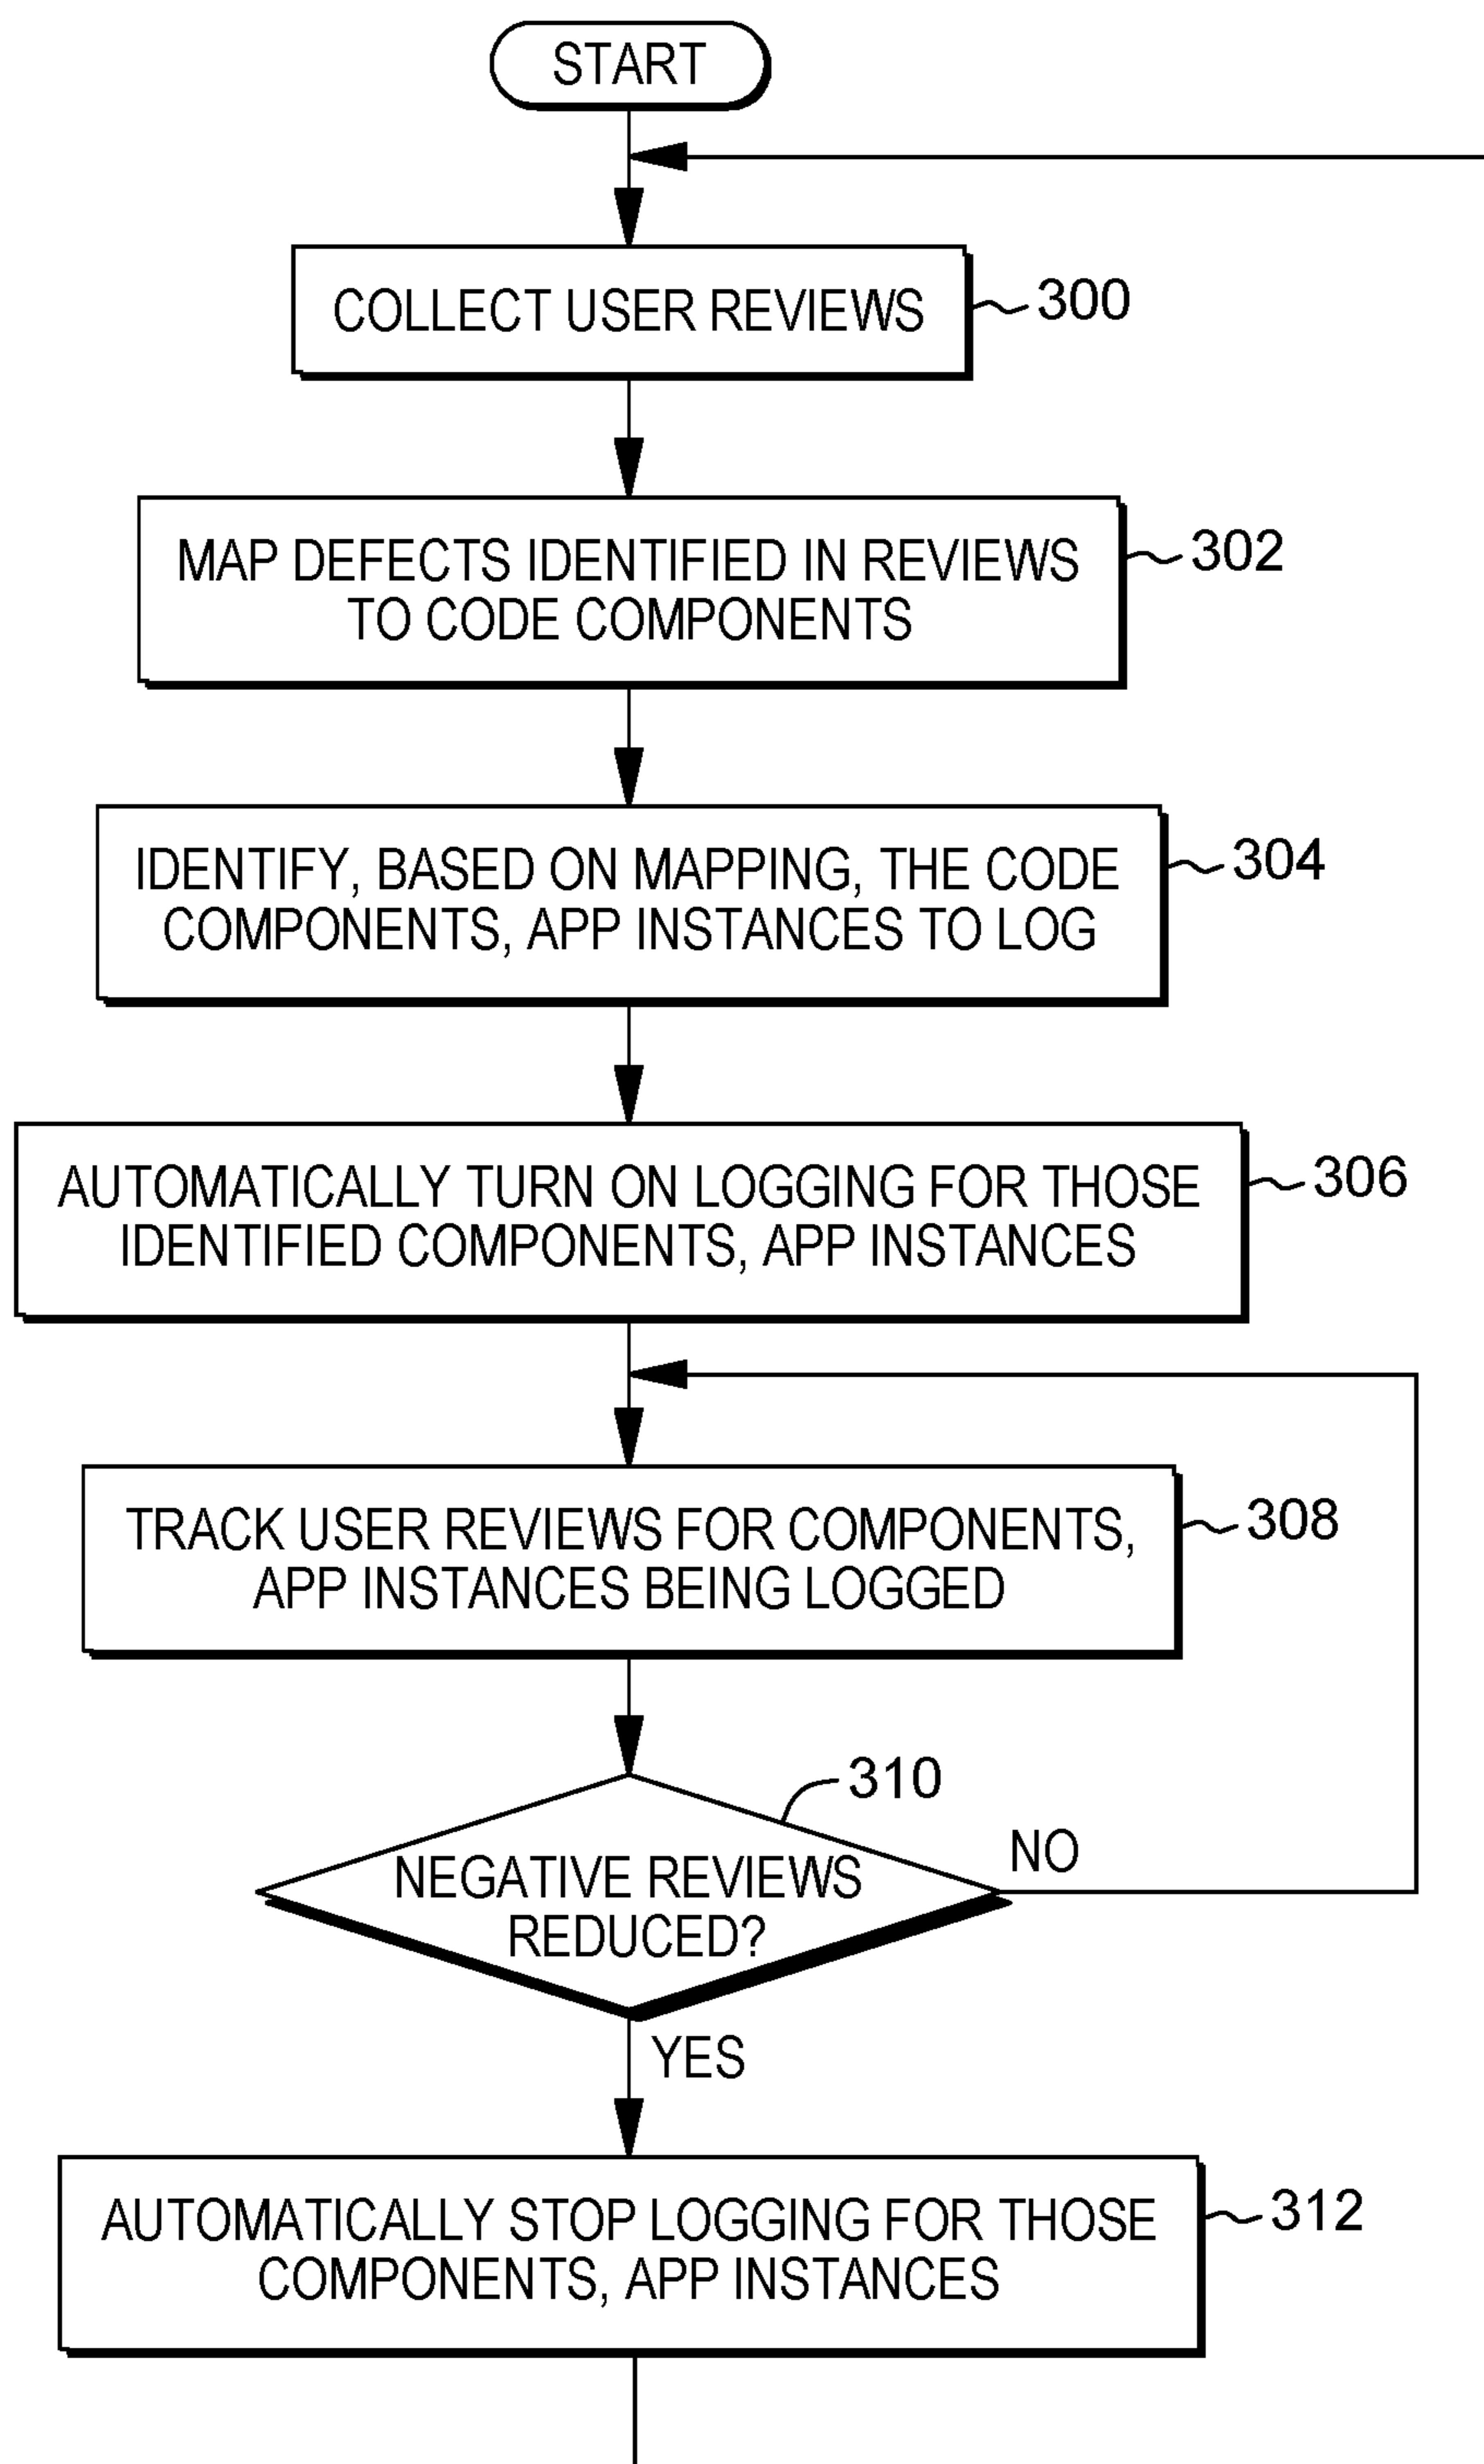 START
COLLECT USER REVIEWS
300
MAP DEFECTS IDENTIFIED IN REVIEWS
TO CODE COMPONENTS
302
IDENTIFY, BASED ON MAPPING, THE CODE
COMPONENTS, APP INSTANCES TO LOG
304
AUTOMATICALLY TURN ON LOGGING FOR THOSE
IDENTIFIED COMPONENTS, APP INSTANCES
306
TRACK USER REVIEWS FOR COMPONENTS,
APP INSTANCES BEING LOGGED
308
310
NEGATIVE REVIEWS
REDUCED?
NO
YES
AUTOMATICALLY STOP LOGGING FOR THOSE
COMPONENTS, APP INSTANCES
312